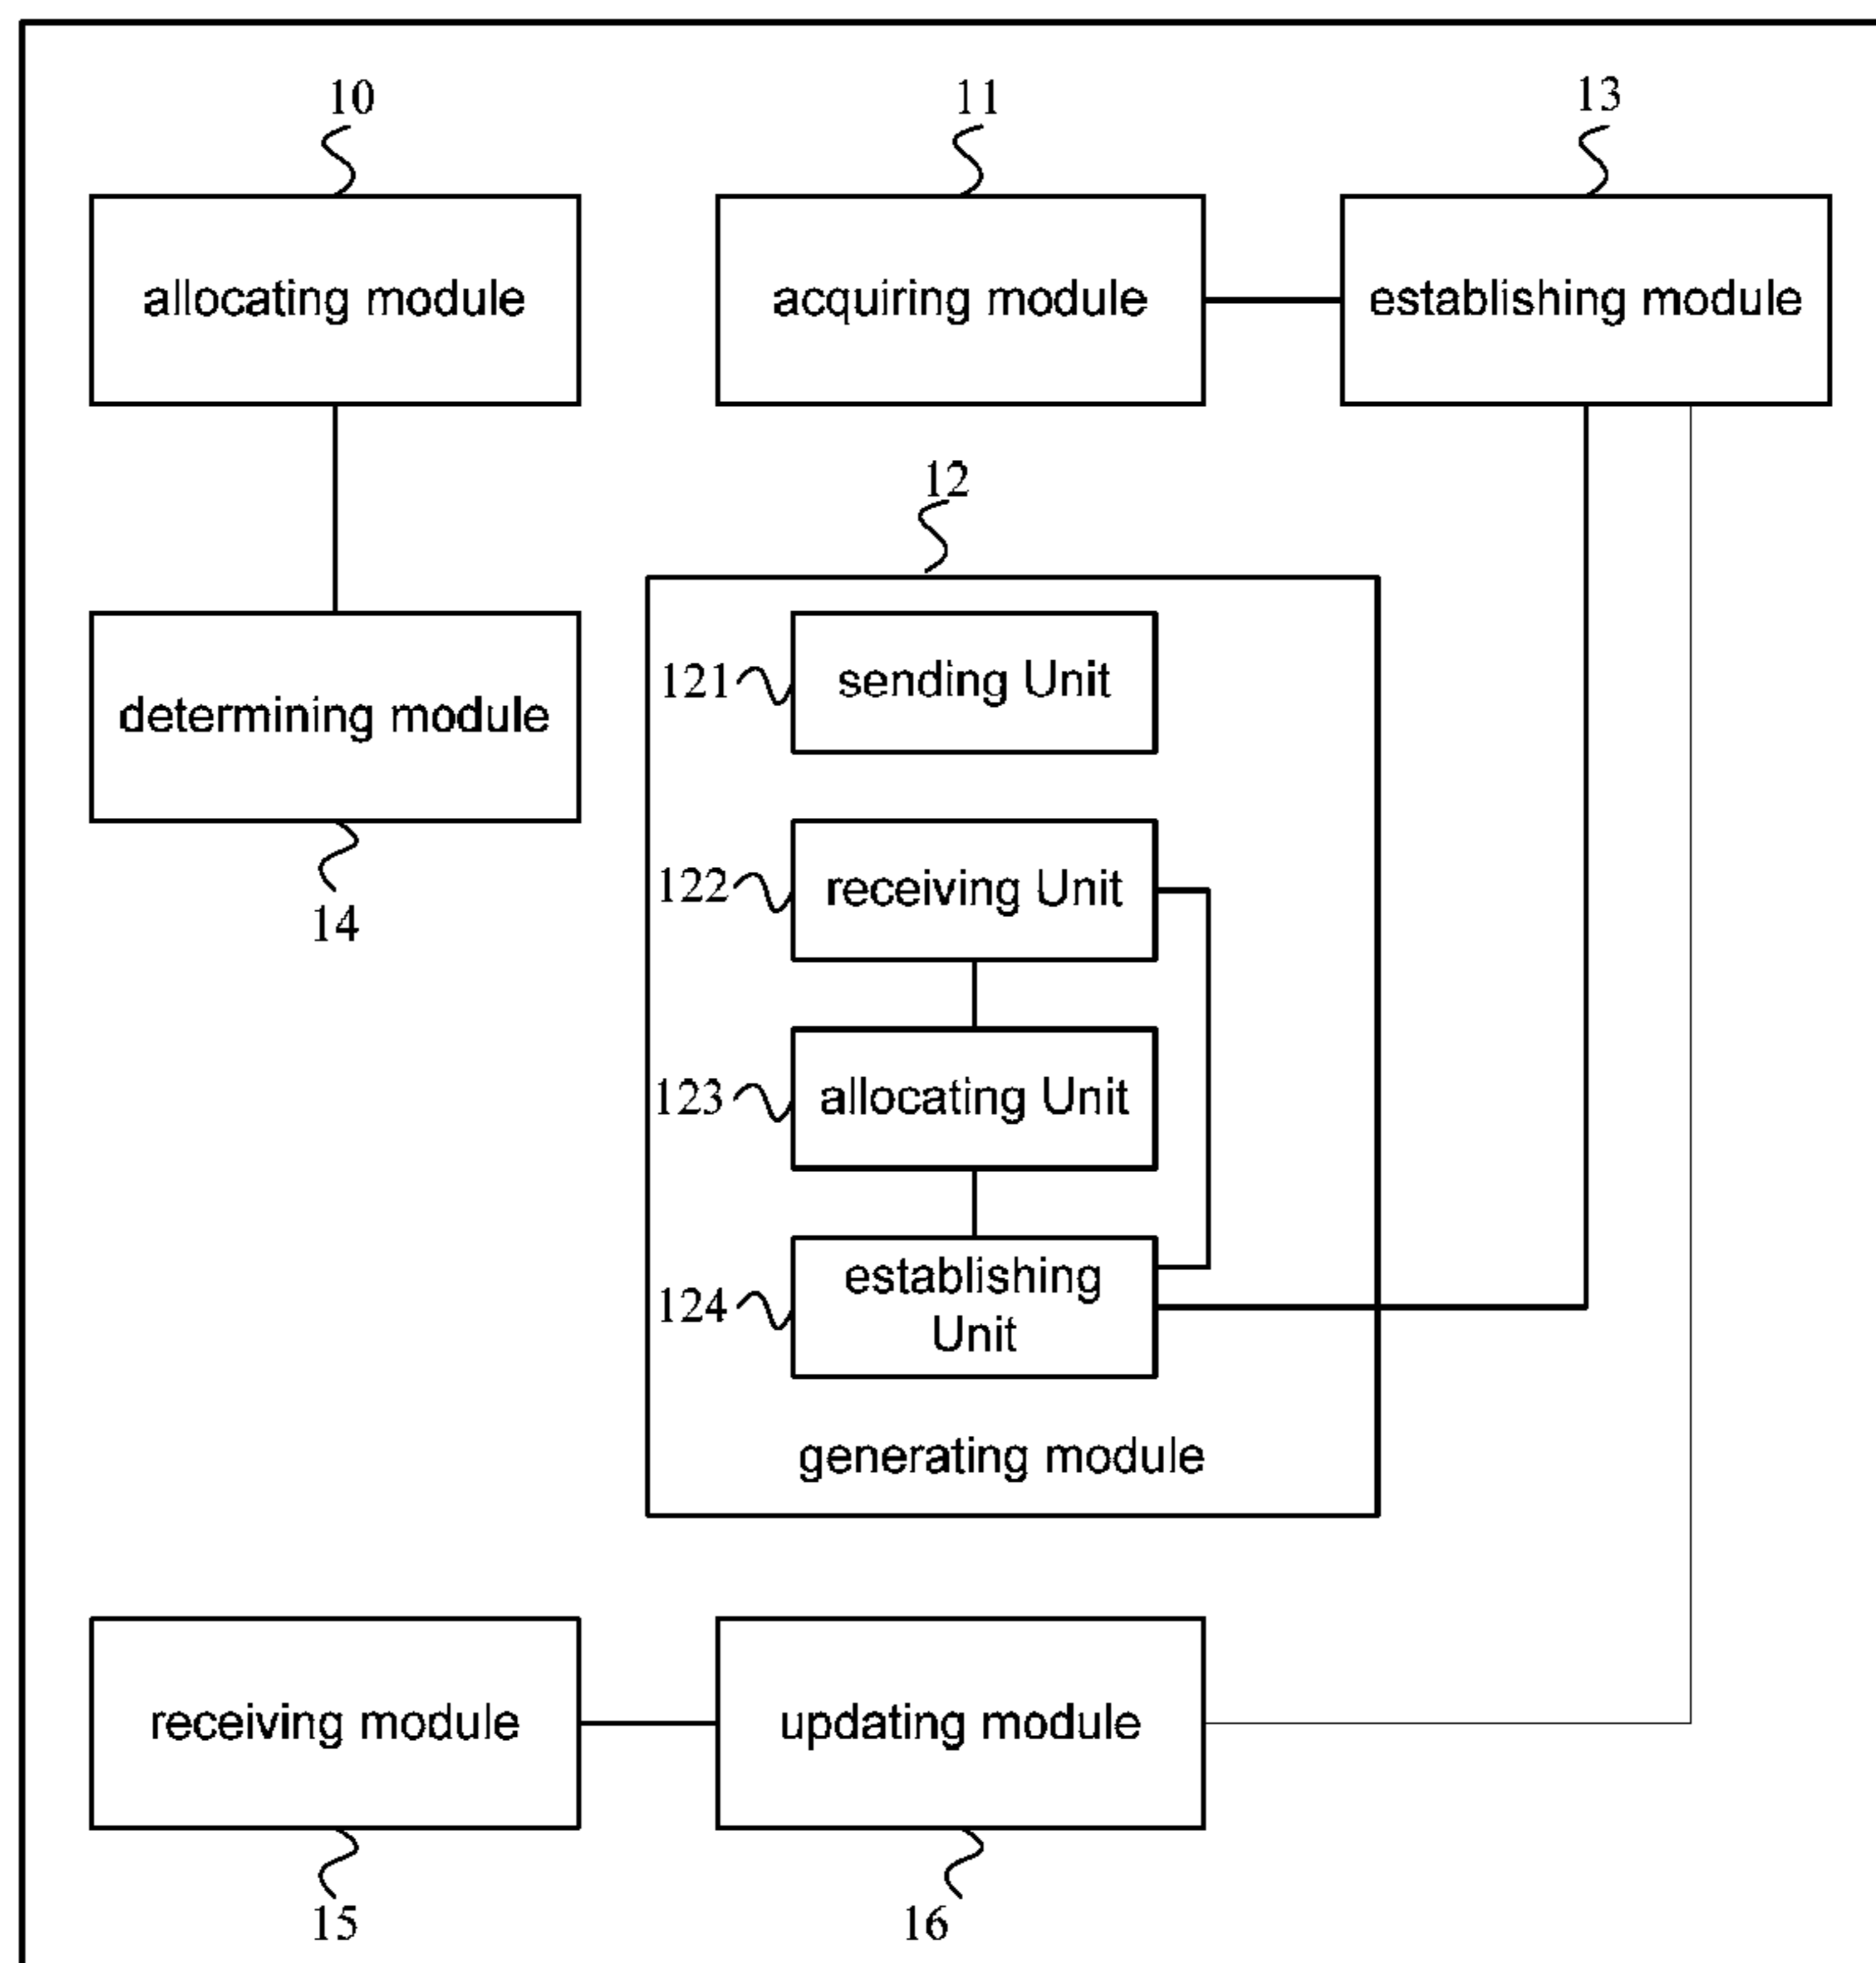 10
11
13
allocating module
acquiring module
establishing module
12
121
sending Unit
determining module
14
122
receiving Unit
123
allocating Unit
124
establishing
Unit
generating module
receiving module
updating module
15
16